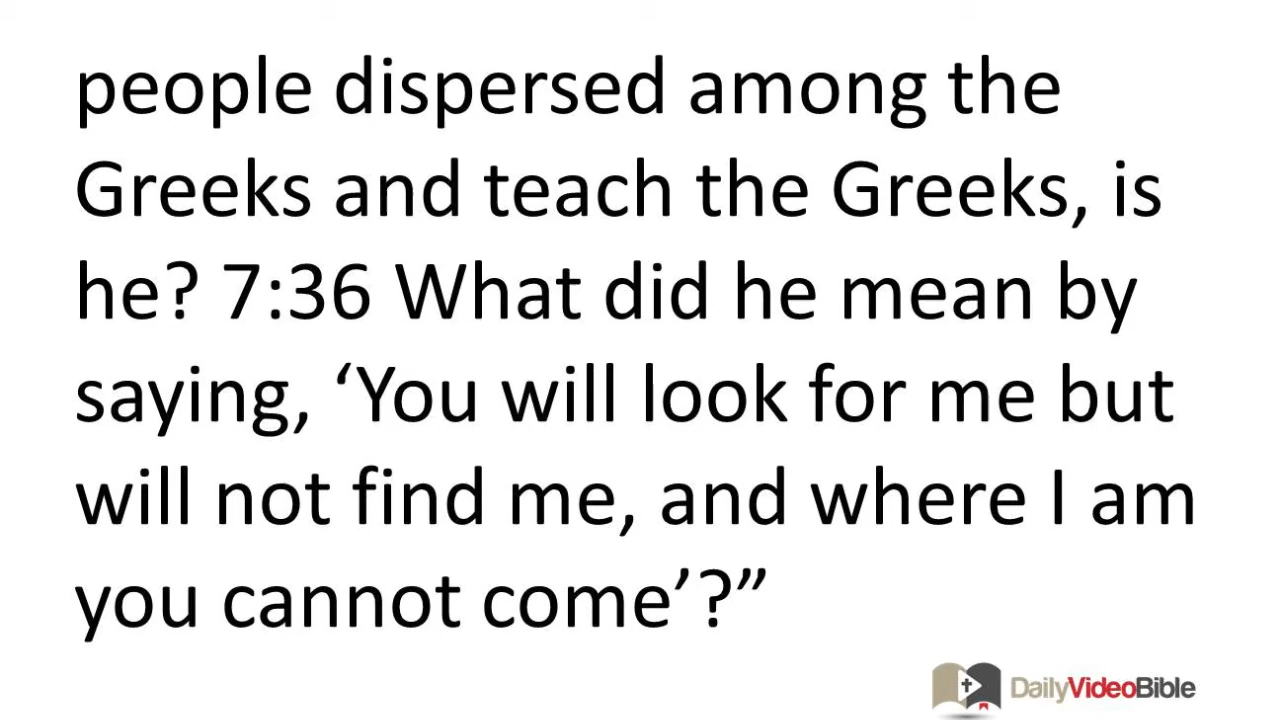 people dispersed among the
Greeks and teach the Greeks, is
he? 7:36 What did he mean by
saying, ‘You will look for me but
will not find me, and where I am
you cannot come’?”
DailyVideoBible